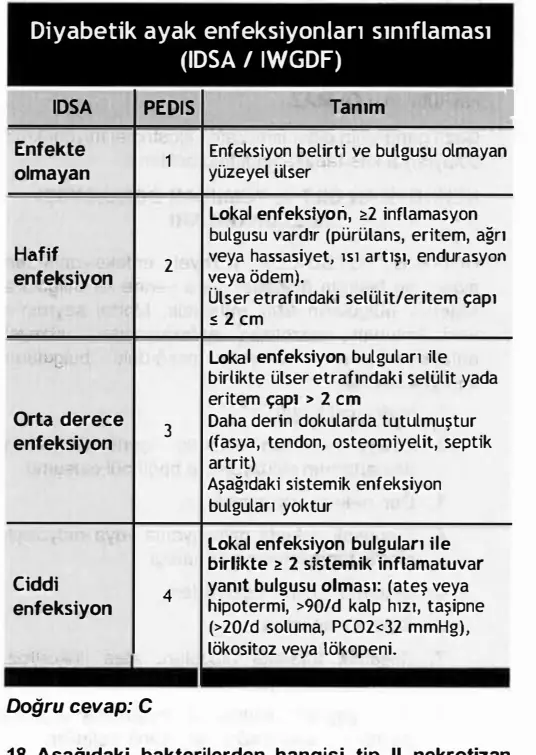 Diyabetik ayak enfeksiyonları sınıflaması
(IDSA / IWGDF)
IDSA PEDIS Tanım
Enfekte
olmayan
1
Enfeksiyon belirti ve bulgusu olmayan
yüzeyel ülser
Hafif
enfeksiyon
2
Lokal enfeksiyon, ≥2 inflamasyon
bulgusu vardır (pürülans, eritem, ağrı
veya hassasiyet, ısı artışı, endurasyon
veya ödem).
Ülser etrafındaki selülit/eritem çapı
≤ 2 cm
Orta derece
enfeksiyon
3
Lokal enfeksiyon bulguları ile
birlikte ülser etrafındaki selülit yada
eritem çapı > 2 cm
Daha derin dokularda tutulmuştur
(fasya, tendon, osteomiyelit, septik
artrit)
Aşağıdaki sistemik enfeksiyon
bulguları yoktur
Ciddi
enfeksiyon
4
Lokal enfeksiyon bulguları ile
birlikte ≥ 2 sistemik inflamatuvar
yanıt bulgusu olması: (ateş veya
hipotermi, >90/d kalp hızı, taşipne
(>20/d soluma, PCO2<32 mmHg),
lökositoz veya lökopeni.
Doğru cevap: C
18 Aşağıdaki bakterilerden hangisi tip II nekrotizan